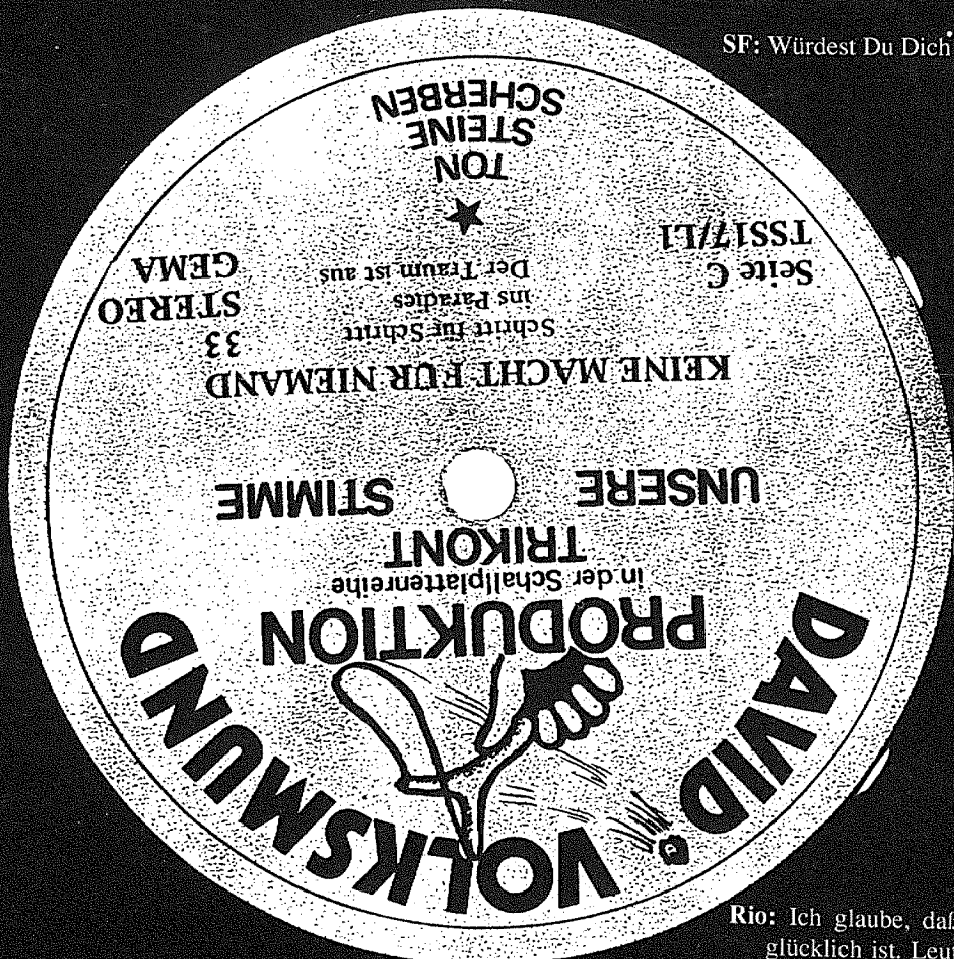 SF: Würdest Du Dich
DAVID VOLKSMUND
PRODUKTION
in der Schallplattenreihe
TRIKONT
UNSERE STIMME
KEINE MACHT FÜR NIEMAND
Schritt für Schritt
ins Paradies
Der Traum ist aus
Seite C
TSS17/L1
33
STEREO
GEMA
TON
STEINE
SCHERBEN
Rio: Ich glaube, daß
glücklich ist. Leut